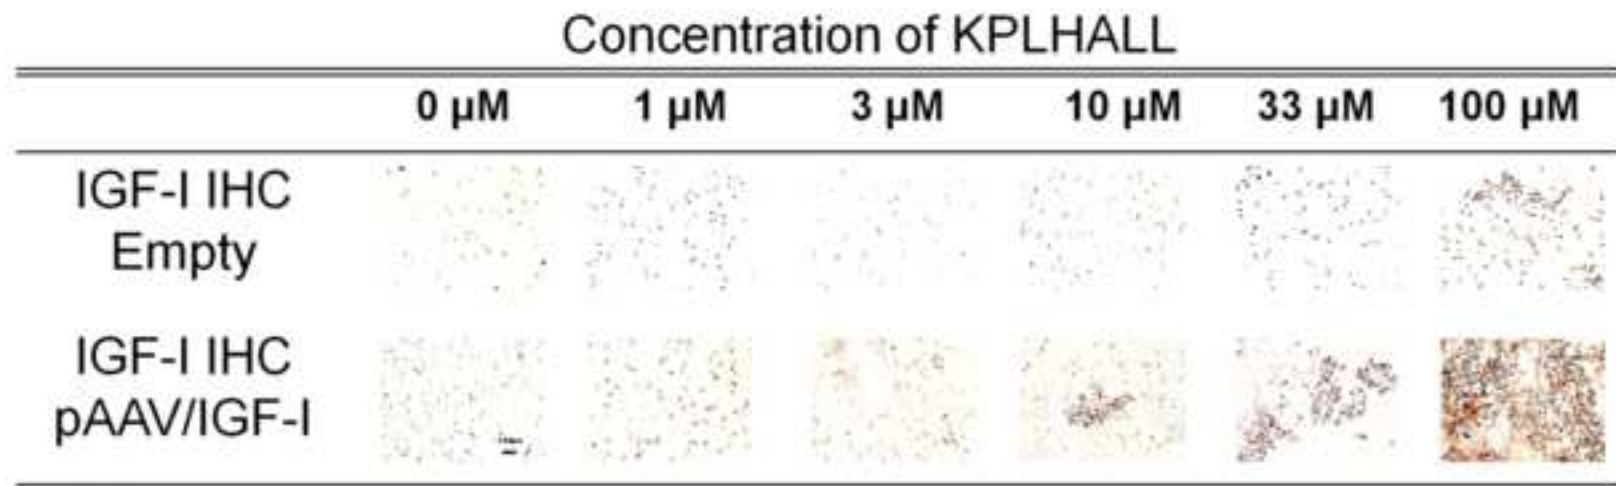 Concentration of KPLHALL
0 µM 1 µM 3 µM 10 µM 33 µM 100 µM
IGF-I IHC
Empty
IGF-I IHC
pAAV/IGF-I